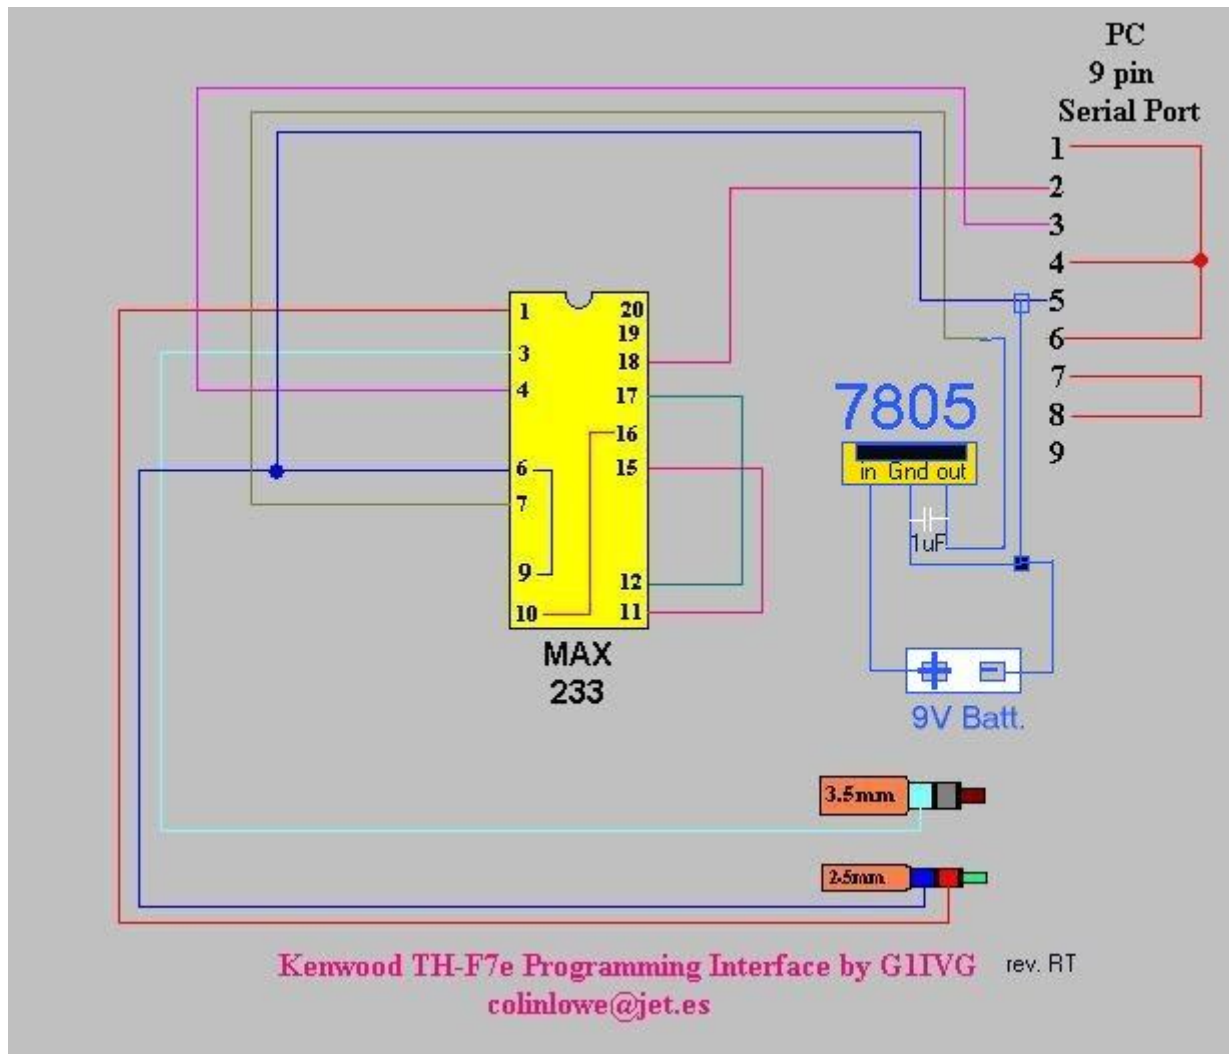 PC
9 pin
Serial Port
1
2
3
4
5
6
7
8
9
1
3
4
6
7
9
10
20
19
18
17
16
15
12
11
MAX
233
7805
in Gnd out
1uF
+ -
9V Batt.
3.5mm
2.5mm
Kenwood TH-F7e Programming Interface by G1IVG rev. RT
colinlowe@jet.es